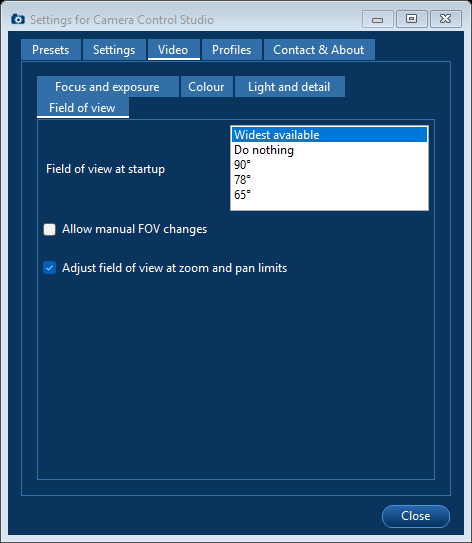 Settings for Camera Control Studio
Presets Settings Video Profiles Contact & About
Focus and exposure Colour Light and detail
Field of view
Field of view at startup
Widest available
Do nothing
90°
78°
65°
Allow manual FOV changes
Adjust field of view at zoom and pan limits
Close